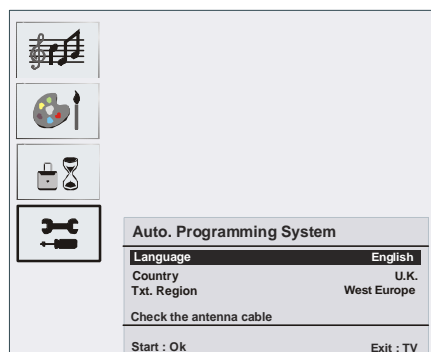 Auto. Programming System
Language English
Country U.K.
Txt. Region West Europe
Check the antenna cable
Start : Ok Exit : TV